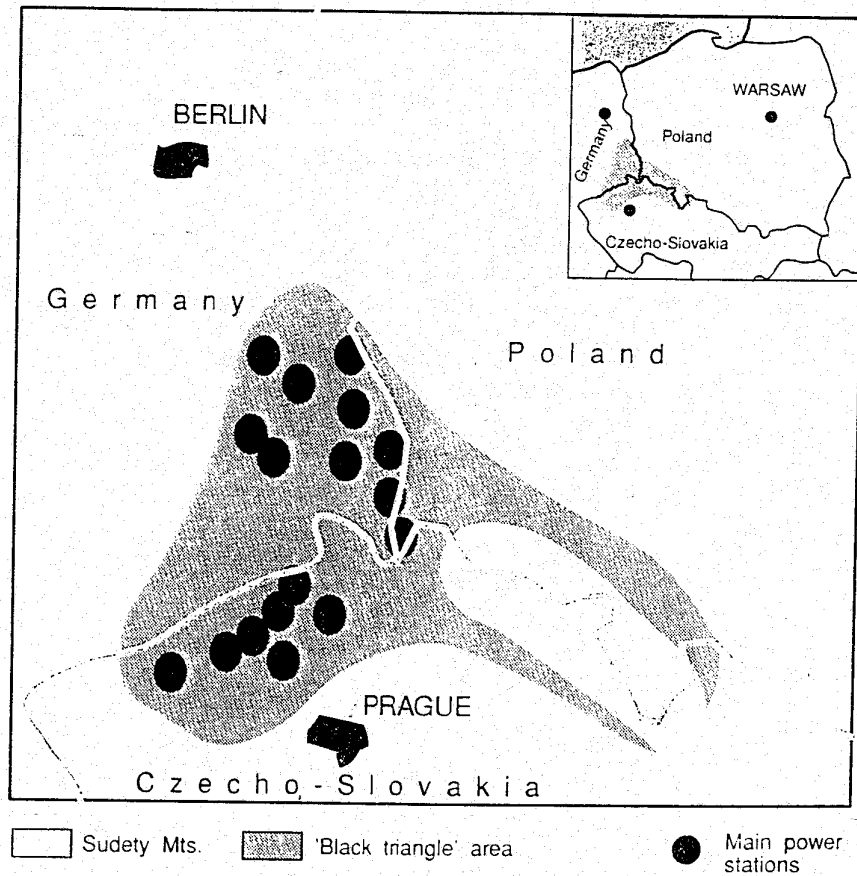 BERLIN
WARSAW
Germany
Poland
Czecho-Slovakia
Germany
Poland
PRAGUE
Czecho-Slovakia
Sudety Mts.
'Black triangle' area
Main power
stations